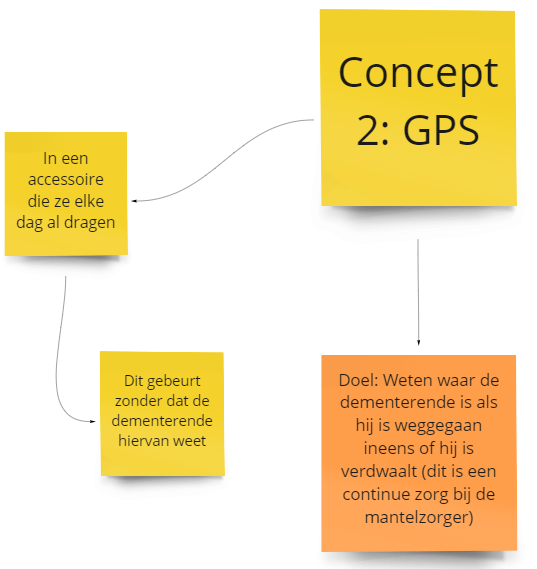 Concept
2: GPS
In een
accessoire
die ze elke
dag al dragen
Dit gebeurt
zonder dat de
dementerende
hiervan weet
Doel: Weten waar de
dementerende is als
hij is weggegaan
ineens of hij is
verdwaalt (dit is een
continue zorg bij de
mantelzorger)